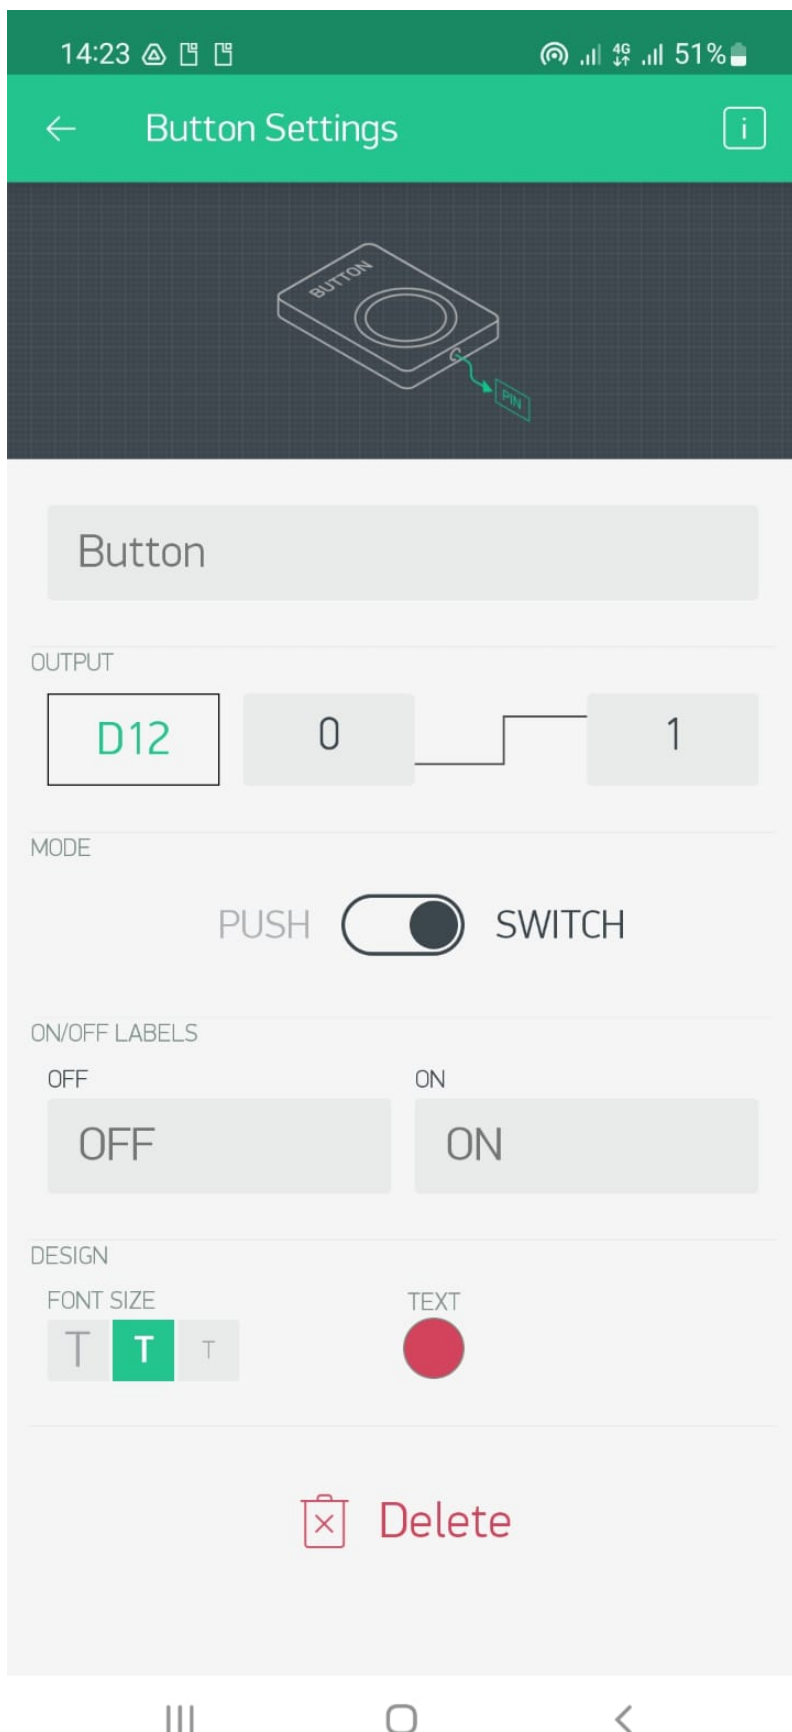 14:23 4G 51%
Button Settings
i
BUTTON
PIN
Button
OUTPUT
D12 0 1
MODE
PUSH SWITCH
ON/OFF LABELS
OFF ON
OFF ON
DESIGN
FONT SIZE TEXT
T T T
Delete